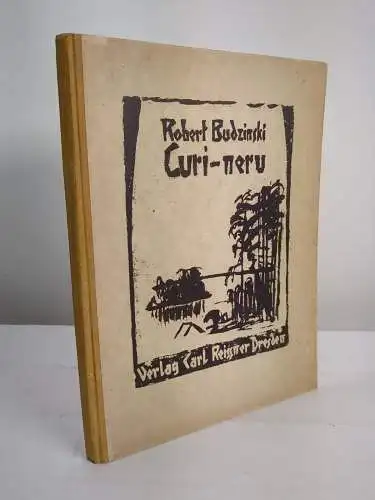 Robert Budzinski
Curi-neru
Verlag Carl Reißner Dresden